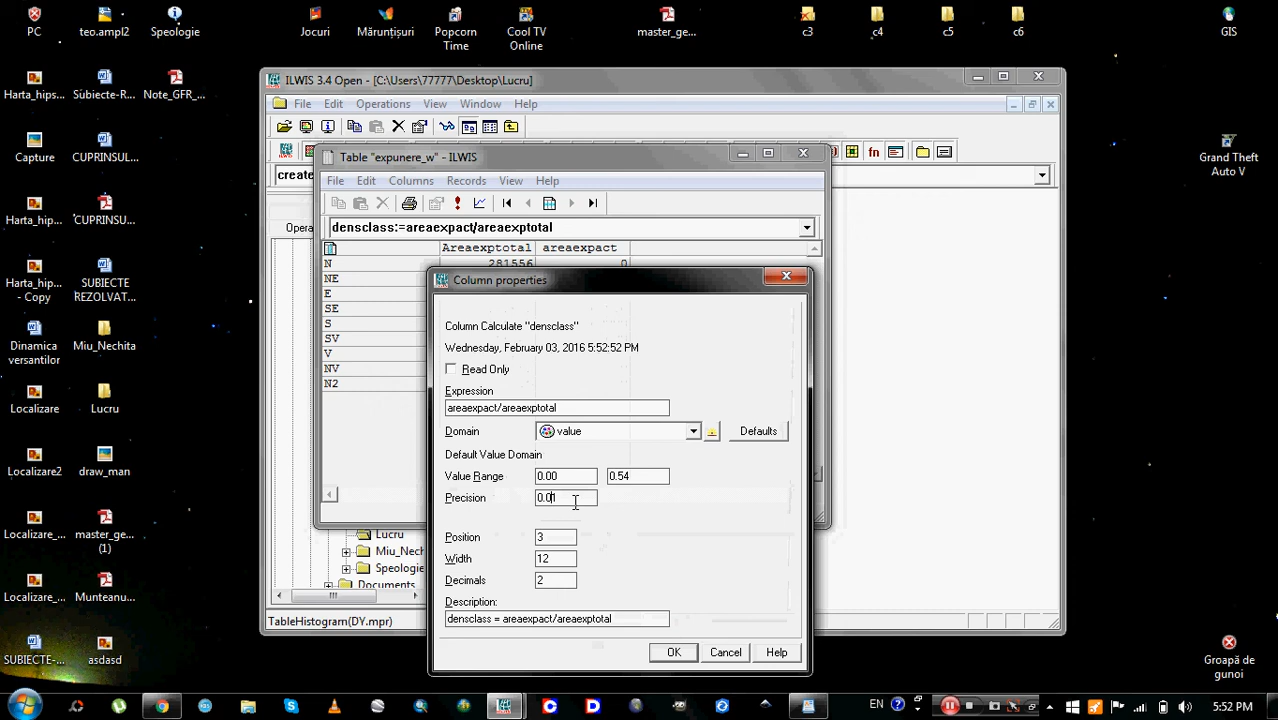 PC
teo.ampl2
Speologie
Jocuri
Mărunțișuri
Popcorn
Time
Cool TV
Online
master_ge...
c3
c4
c5
c6
GIS
ILWIS 3.4 Open - [C:\Users\77777\Desktop\Lucru]
File Edit Operations View Window Help
Harta_hips...
Subiecte-R...
Note_GFR_...
Capture
CUPRINSUL...
create
Table "expunere_w" - ILWIS
File Edit Columns Records View Help
Grand Theft
Auto V
Harta_hip...
CUPRINSU...
Opera
densclass:=areaexpact/areaexptotal
Areaexptotal areaexpact
N 281556 0
NE
E
SE
S
SV
V
NV
N2
Harta_hip...
- Copy
SUBIECTE
REZOLVAT...
Dinamica
versantilor
Miu_Nechita
Localizare
Lucru
Localizare2
draw_man
Localizare_...
master_ge...
(1)
Localizare_...
Munteanu...
SUBIECTE-...
asdasd
Column properties
Column Calculate "densclass"
Wednesday, February 03, 2016 5:52:52 PM
Read Only
Expression
areaexpact/areaexptotal
Domain value Defaults
Default Value Domain
Value Range 0.00 0.54
Precision 0.01
Position 3
Width 12
Decimals 2
Description:
densclass = areaexpact/areaexptotal
OK Cancel Help
Lucru
Miu_Nech
Speologie
Documents
TableHistogram(DY.mpr)
Groapă de
gunoi
EN
5:52 PM